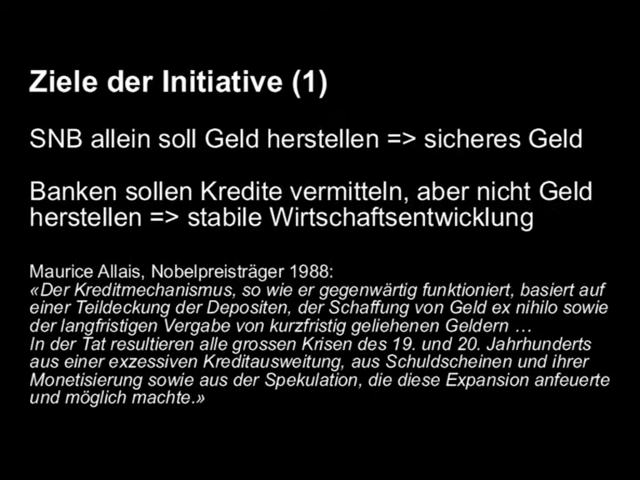 Ziele der Initiative (1)
SNB allein soll Geld herstellen => sicheres Geld
Banken sollen Kredite vermitteln, aber nicht Geld
herstellen => stabile Wirtschaftsentwicklung
Maurice Allais, Nobelpreisträger 1988:
«Der Kreditmechanismus, so wie er gegenwärtig funktioniert, basiert auf
einer Teildeckung der Depositen, der Schaffung von Geld ex nihilo sowie
der langfristigen Vergabe von kurzfristig geliehenen Geldern …
In der Tat resultieren alle grossen Krisen des 19. und 20. Jahrhunderts
aus einer exzessiven Kreditausweitung, aus Schuldscheinen und ihrer
Monetisierung sowie aus der Spekulation, die diese Expansion anfeuerte
und möglich machte.»